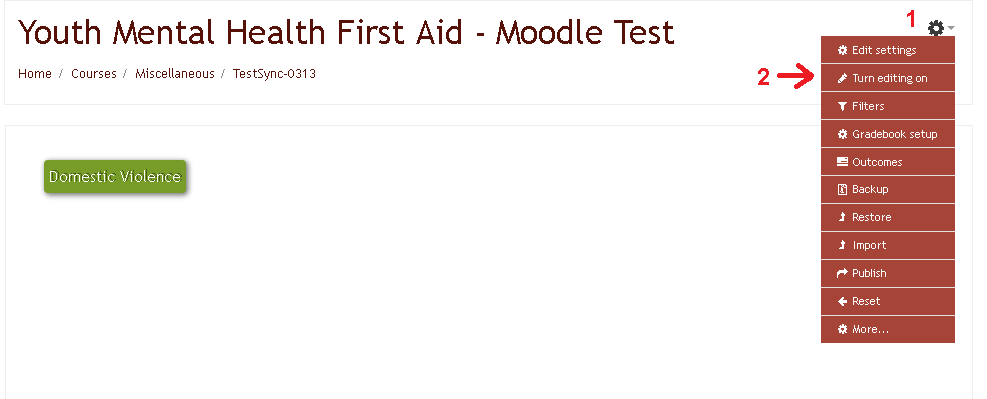 Youth Mental Health First Aid - Moodle Test
1
Home / Courses / Miscellaneous / TestSync-0313
Edit settings
2
Turn editing on
Filters
Gradebook setup
Outcomes
Backup
Restore
Import
Publish
Reset
More...
Domestic Violence